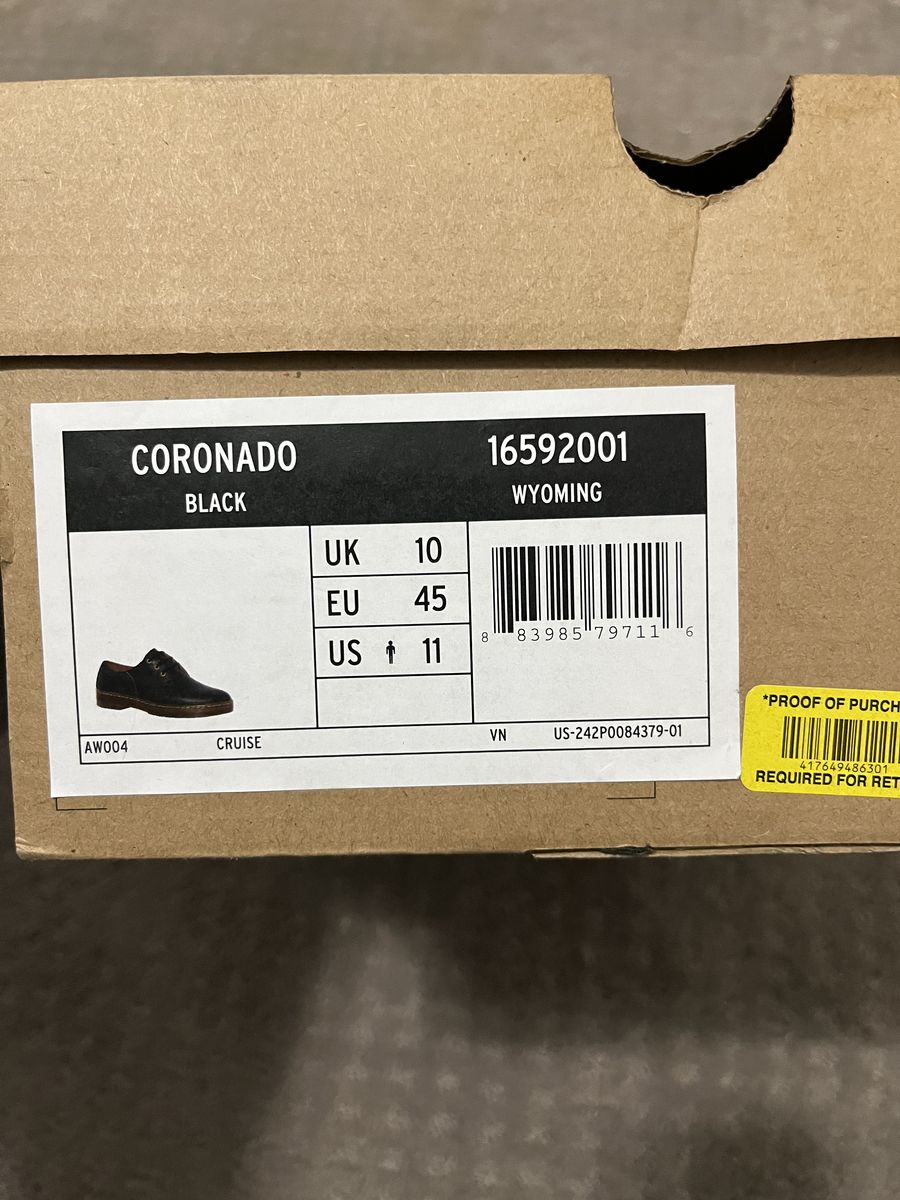 CORONADO
BLACK
16592001
WYOMING
UK 10
EU 45
US 11
8 83985 79711 6
AW004 CRUISE VN US-242P0084379-01
*PROOF OF PURCH
417649486301
REQUIRED FOR RET